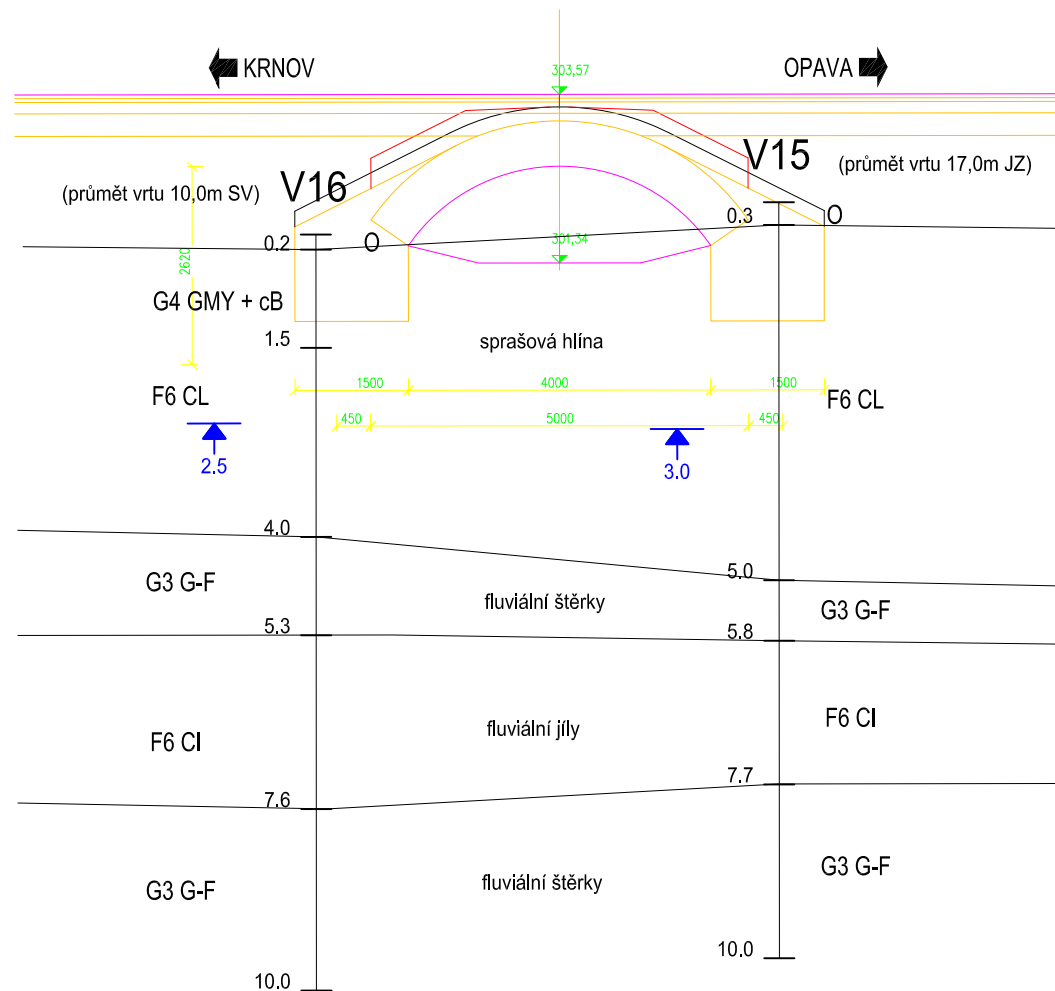 KRNOV
303,57
OPAVA
V15
(průmět vrtu 17,0m JZ)
(průmět vrtu 10,0m SV)
V16
0.3
O
0.2
O
301,34
2620
G4 GMY + cB
1.5
sprašová hlína
F6 CL
1500
4000
1500
F6 CL
450
5000
450
2.5
3.0
4.0
5.0
G3 G-F
fluviální štěrky
G3 G-F
5.3
5.8
F6 CI
fluviální jíly
F6 CI
7.6
7.7
G3 G-F
fluviální štěrky
G3 G-F
10.0
10.0